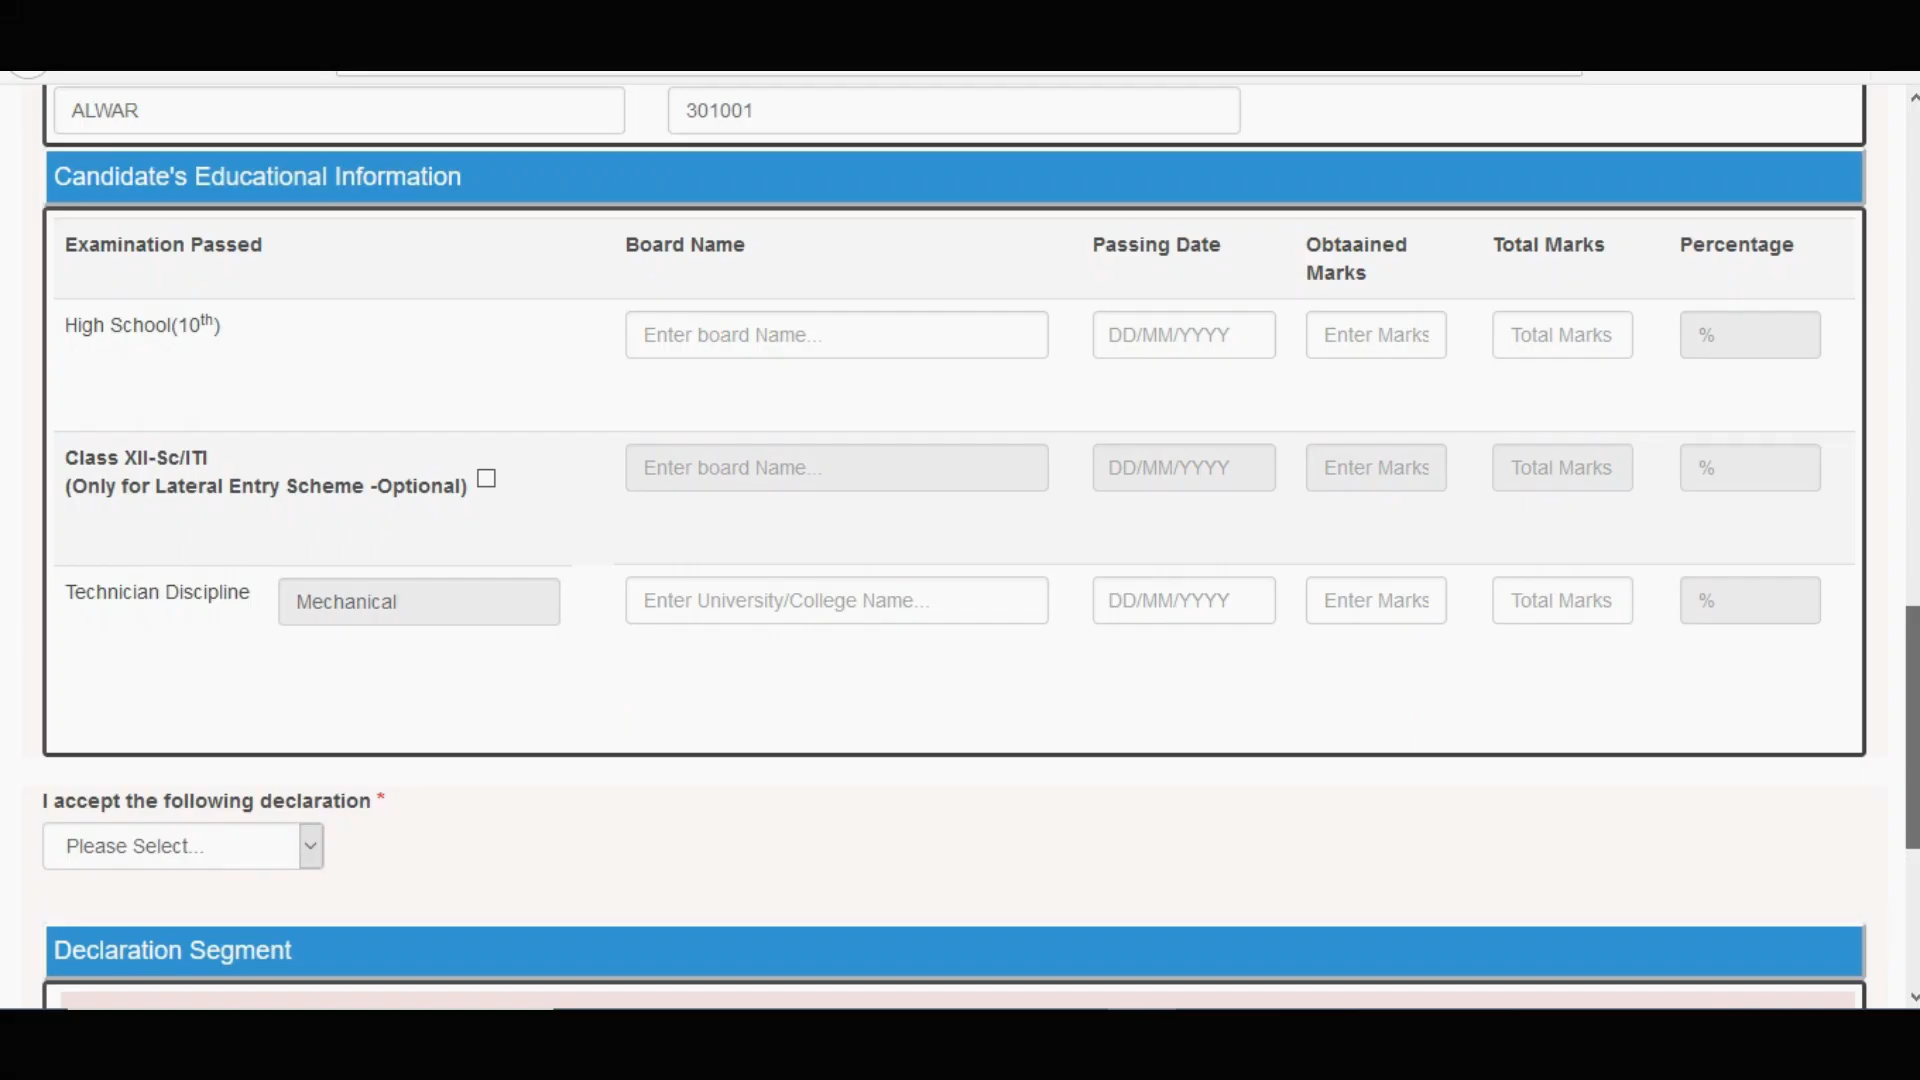 ALWAR 301001
Candidate's Educational Information
Examination Passed Board Name Passing Date Obtaained Marks Total Marks Percentage
High School(10th) Enter board Name... DD/MM/YYYY Enter Marks Total Marks %
Class XII-Sc/ITI
(Only for Lateral Entry Scheme -Optional) Enter board Name... DD/MM/YYYY Enter Marks Total Marks %
Technician Discipline Mechanical Enter University/College Name... DD/MM/YYYY Enter Marks Total Marks %
I accept the following declaration *
Please Select...
Declaration Segment